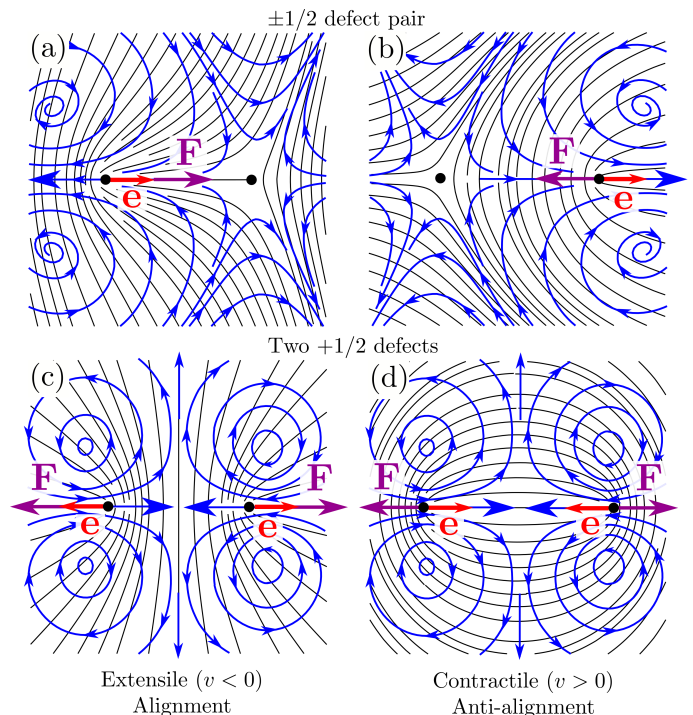 ±1/2 defect pair
(a) (b)
F F
e e
Two +1/2 defects
(c) (d)
F F F F
e e e e
Extensile (v < 0) Contractile (v > 0)
Alignment Anti-alignment